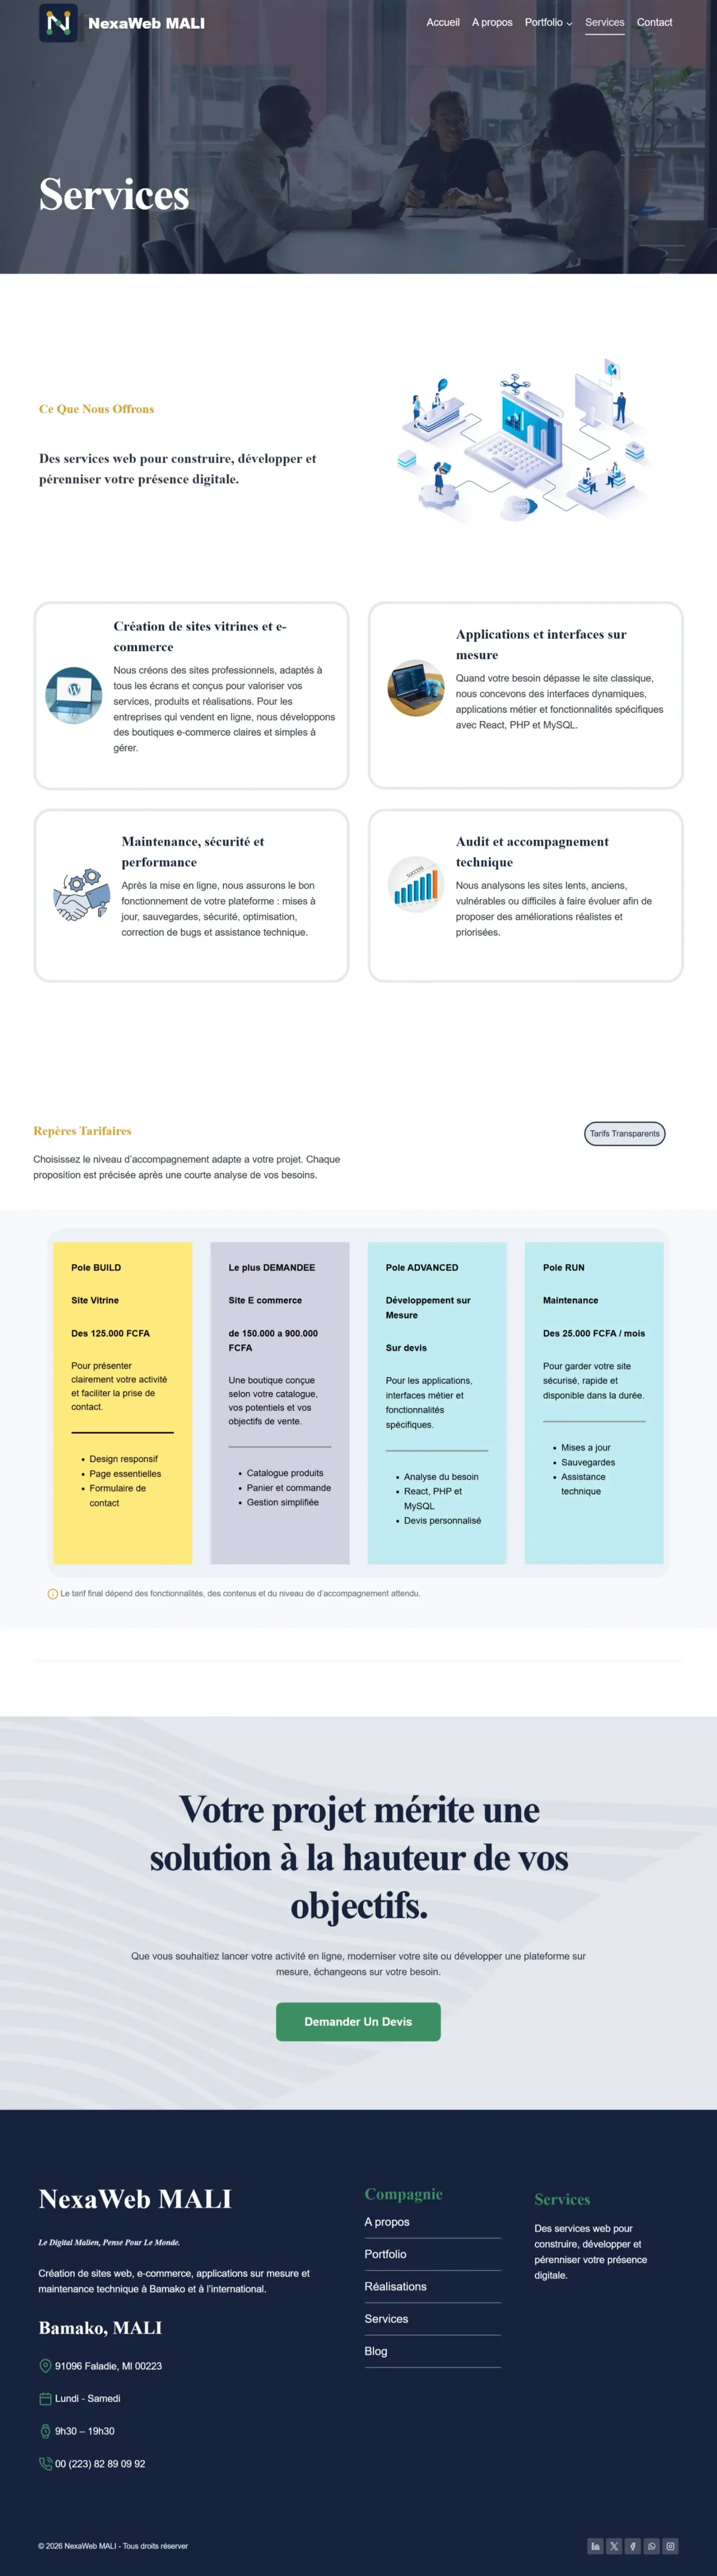 NexaWeb MALI
Accueil
A propos
Portfolio
Services
Contact
Services
Ce Que Nous Offrons
Des services web pour construire, développer et
pérenniser votre présence digitale.
Création de sites vitrines et e-
commerce
Nous créons des sites professionnels, adaptés à
tous les écrans et conçus pour valoriser vos
services, produits et réalisations. Pour les
entreprises qui vendent en ligne, nous développons
des boutiques e-commerce claires et simples à
gérer.
Applications et interfaces sur
mesure
Quand votre besoin dépasse le site classique,
nous concevons des interfaces dynamiques,
applications métier et fonctionnalités spécifiques
avec React, PHP et MySQL.
Maintenance, sécurité et
performance
Après la mise en ligne, nous assurons le bon
fonctionnement de votre plateforme : mises à
jour, sauvegardes, sécurité, optimisation,
correction de bugs et assistance technique.
SUCCESS
Audit et accompagnement
technique
Nous analysons les sites lents, anciens,
vulnérables ou difficiles à faire évoluer afin de
proposer des améliorations réalistes et
priorisées.
Repères Tarifaires
Tarifs Transparents
Choisissez le niveau d'accompagnement adapte a votre projet. Chaque
proposition est précisée après une courte analyse de vos besoins.
Pole BUILD
Site Vitrine
Des 125.000 FCFA
Pour présenter
clairement votre activité
et faciliter la prise de
contact.
• Design responsif
• Page essentielles
• Formulaire de
contact
Le plus DEMANDEE
Site E commerce
de 150.000 a 900.000
FCFA
Une boutique conçue
selon votre catalogue,
vos potentiels et vos
objectifs de vente.
• Catalogue produits
• Panier et commande
• Gestion simplifiée
Pole ADVANCED
Développement sur
Mesure
Sur devis
Pour les applications,
interfaces métier et
fonctionnalités
spécifiques.
• Analyse du besoin
• React, PHP et
MySQL
• Devis personnalisé
Pole RUN
Maintenance
Des 25.000 FCFA / mois
Pour garder votre site
sécurisé, rapide et
disponible dans la durée.
• Mises a jour
• Sauvegardes
• Assistance
technique
Le tarif final dépend des fonctionnalités, des contenus et du niveau de d'accompagnement attendu.
Votre projet mérite une
solution à la hauteur de vos
objectifs.
Que vous souhaitiez lancer votre activité en ligne, moderniser votre site ou développer une plateforme sur
mesure, échangeons sur votre besoin.
Demander Un Devis
NexaWeb MALI
Le Digital Malien, Pense Pour Le Monde.
Création de sites web, e-commerce, applications sur mesure et
maintenance technique à Bamako et à l'international.
Bamako, MALI
91096 Faladie, Ml 00223
Lundi - Samedi
9h30 – 19h30
00 (223) 82 89 09 92
Compagnie
A propos
Portfolio
Réalisations
Services
Blog
Services
Des services web pour
construire, développer et
pérenniser votre présence
digitale.
© 2026 NexaWeb MALI - Tous droits réserver